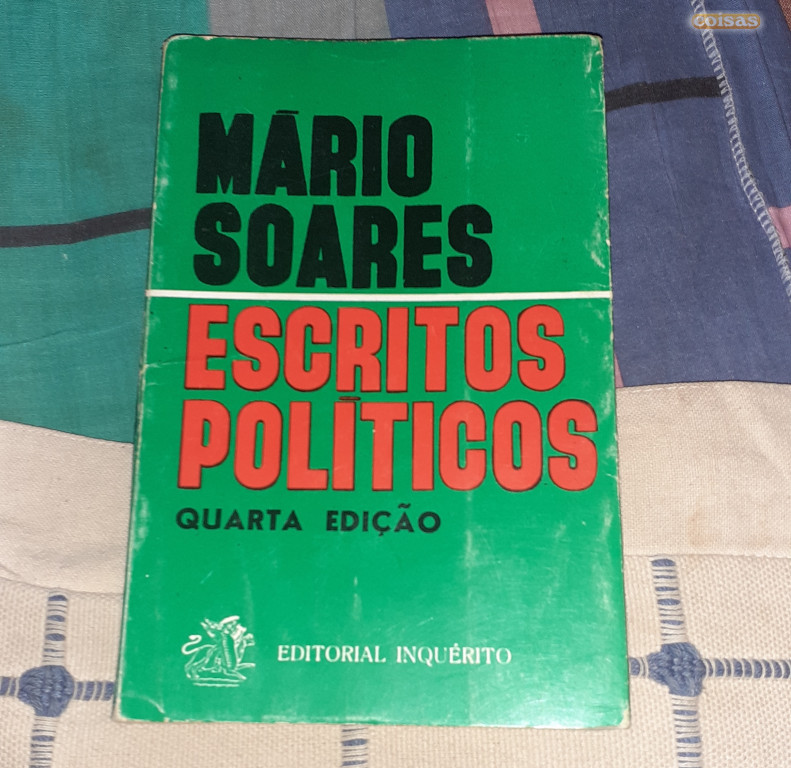 coisas
MÁRIO
SOARES
ESCRITOS
POLÍTICOS
QUARTA EDIÇÃO
EDITORIAL INQUÉRITO